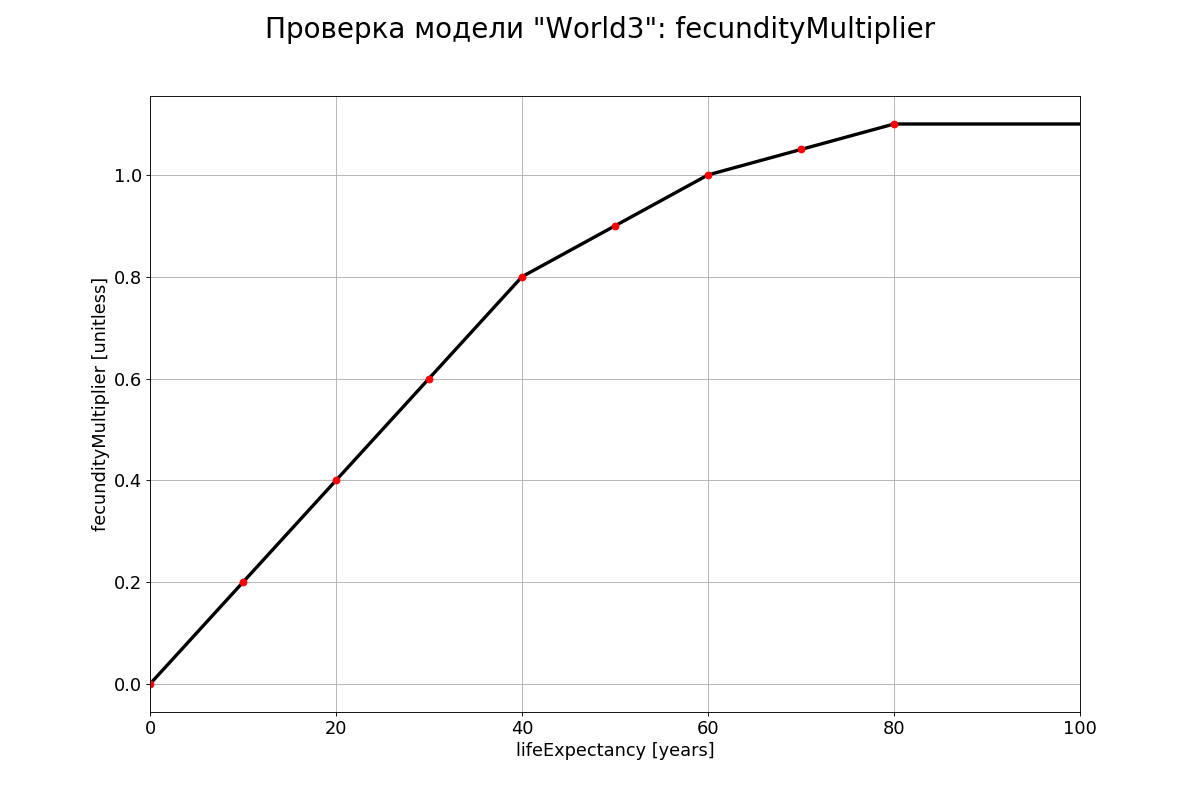 Проверка модели "World3": fecundityMultiplier
fecundityMultiplier [unitless]
1.0
0.8
0.6
0.4
0.2
0.0
0 20 40 60 80 100
lifeExpectancy [years]